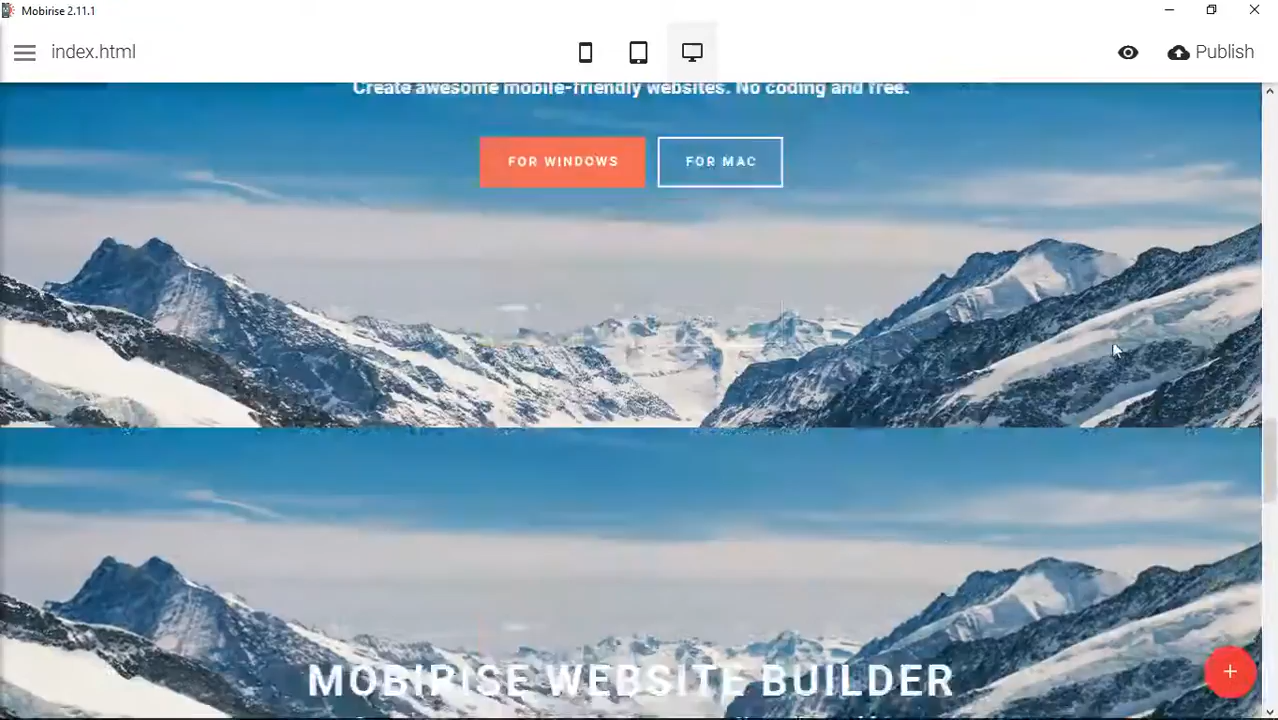 Mobirise 2.11.1
index.html
Publish
Create awesome mobile-friendly websites. No coding and free.
FOR WINDOWS
FOR MAC
MOBIRISE WEBSITE BUILDER
+